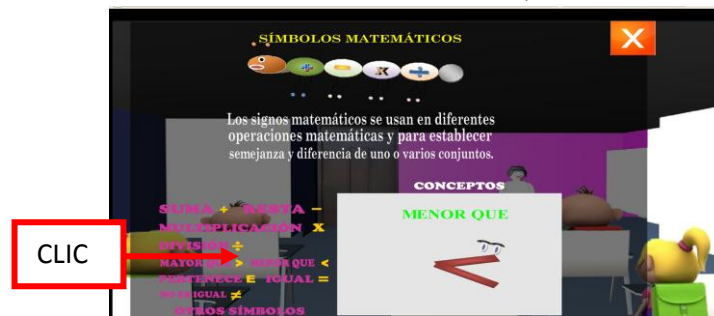 SÍMBOLOS MATEMÁTICOS
X
Los signos matemáticos se usan en diferentes
operaciones matemáticas y para establecer
semejanza y diferencia de uno o varios conjuntos.
CONCEPTOS
SUMA + RESTA −
MULTIPLICACIÓN X
DIVISIÓN ÷
MAYOR QUE > MENOR QUE <
PERTENECE E IGUAL =
NO ES IGUAL ≠
OTROS SÍMBOLOS
MENOR QUE
<
CLIC